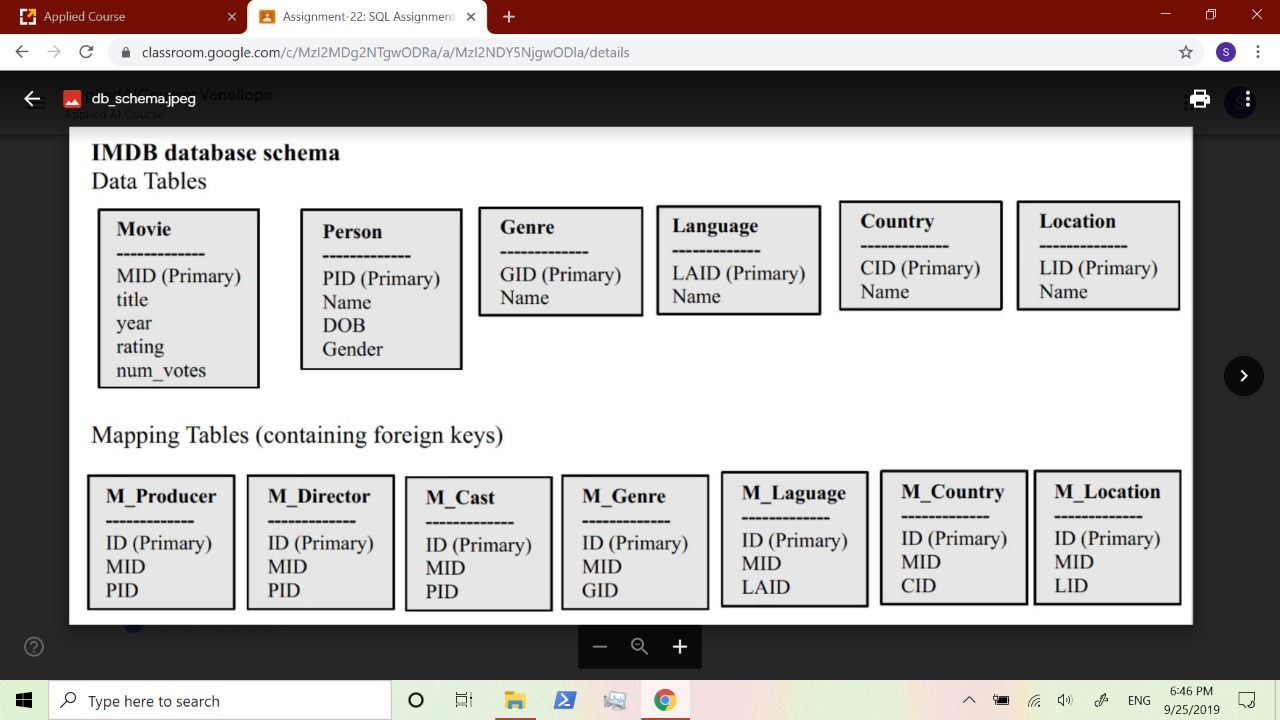 Applied Course
Assignment-22: SQL Assignment
classroom.google.com/c/MzI2MDg2NTgwODRa/a/MzI2NDY5NjgwODla/details
S
db_schema.jpeg
Vanellope
Applied AI Course
IMDB database schema
Data Tables
Movie
-------------
MID (Primary)
title
year
rating
num_votes
Person
-------------
PID (Primary)
Name
DOB
Gender
Genre
-------------
GID (Primary)
Name
Language
-------------
LAID (Primary)
Name
Country
-------------
CID (Primary)
Name
Location
-------------
LID (Primary)
Name
Mapping Tables (containing foreign keys)
M_Producer
-------------
ID (Primary)
MID
PID
M_Director
-------------
ID (Primary)
MID
PID
M_Cast
-------------
ID (Primary)
MID
PID
M_Genre
-------------
ID (Primary)
MID
GID
M_Laguage
-------------
ID (Primary)
MID
LAID
M_Country
-------------
ID (Primary)
MID
CID
M_Location
-------------
ID (Primary)
MID
LID
Type here to search
ENG
6:46 PM
9/25/2019